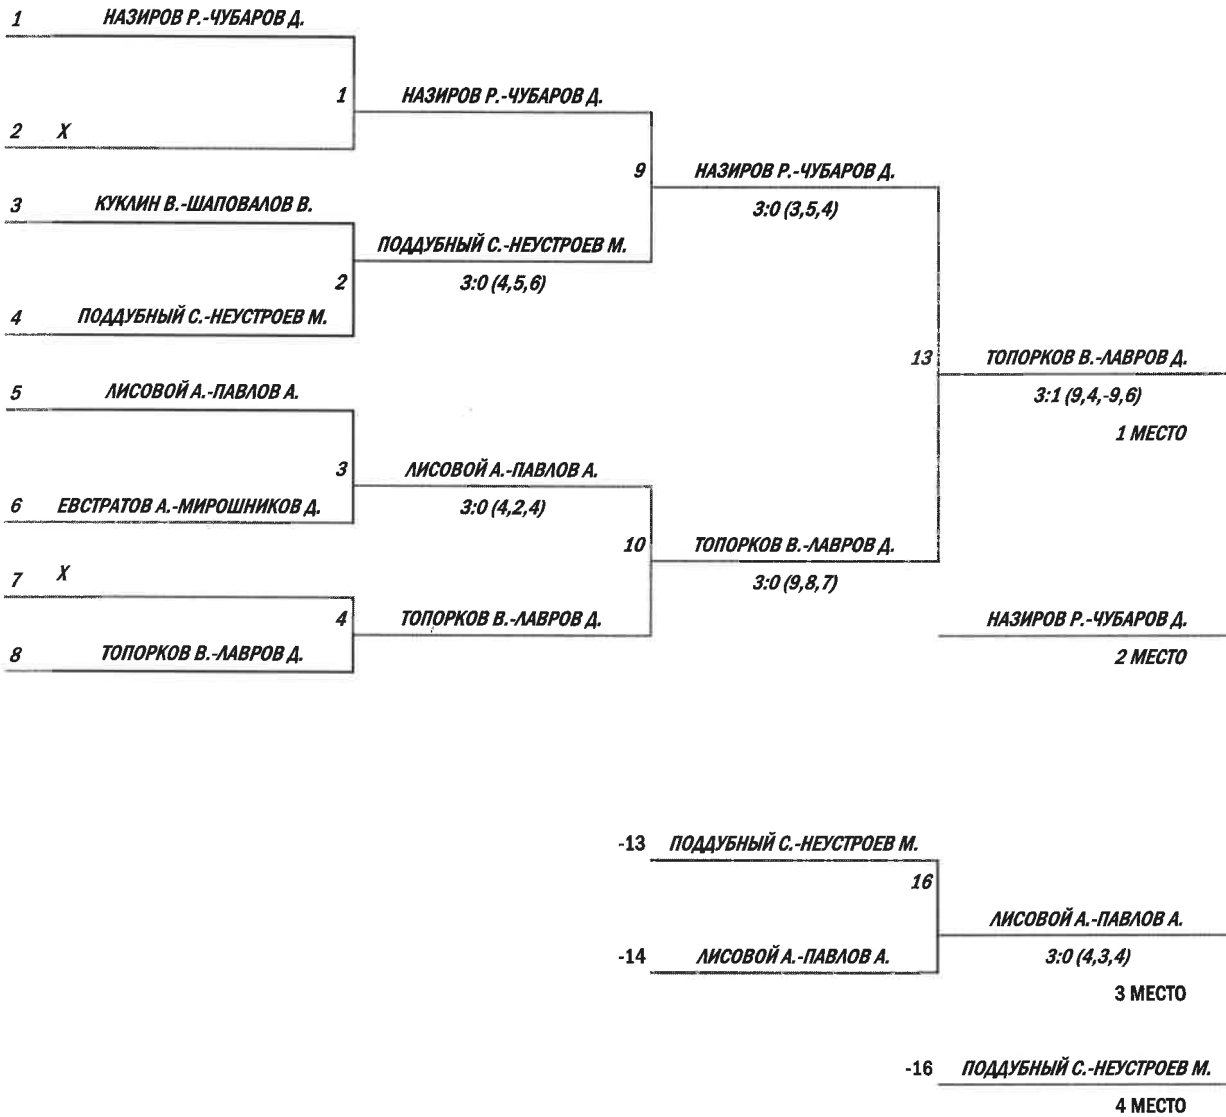 1 НАЗИРОВ Р.-ЧУБАРОВ Д.
1 НАЗИРОВ Р.-ЧУБАРОВ Д.
2 X
9 НАЗИРОВ Р.-ЧУБАРОВ Д.
3:0 (3,5,4)
3 КУКЛИН В.-ШАПОВАЛОВ В.
ПОДДУБНЫЙ С.-НЕУСТРОЕВ М.
2 3:0 (4,5,6)
4 ПОДДУБНЫЙ С.-НЕУСТРОЕВ М.
13 ТОПОРКОВ В.-ЛАВРОВ Д.
3:1 (9,4,-9,6)
1 МЕСТО
5 ЛИСОВОЙ А.-ПАВЛОВ А.
3 ЛИСОВОЙ А.-ПАВЛОВ А.
3:0 (4,2,4)
6 ЕВСТРАТОВ А.-МИРОШНИКОВ Д.
10 ТОПОРКОВ В.-ЛАВРОВ Д.
3:0 (9,8,7)
7 X
4 ТОПОРКОВ В.-ЛАВРОВ Д.
8 ТОПОРКОВ В.-ЛАВРОВ Д.
НАЗИРОВ Р.-ЧУБАРОВ Д.
2 МЕСТО
-13 ПОДДУБНЫЙ С.-НЕУСТРОЕВ М.
16
ЛИСОВОЙ А.-ПАВЛОВ А.
-14 ЛИСОВОЙ А.-ПАВЛОВ А.
3:0 (4,3,4)
3 МЕСТО
-16 ПОДДУБНЫЙ С.-НЕУСТРОЕВ М.
4 МЕСТО